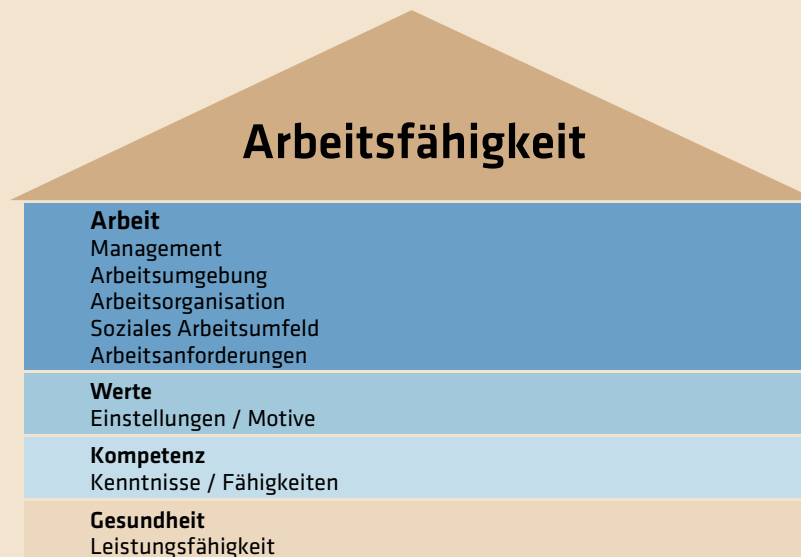 Arbeitsfähigkeit
Arbeit
Management
Arbeitsumgebung
Arbeitsorganisation
Soziales Arbeitsumfeld
Arbeitsanforderungen
Werte
Einstellungen / Motive
Kompetenz
Kenntnisse / Fähigkeiten
Gesundheit
Leistungsfähigkeit